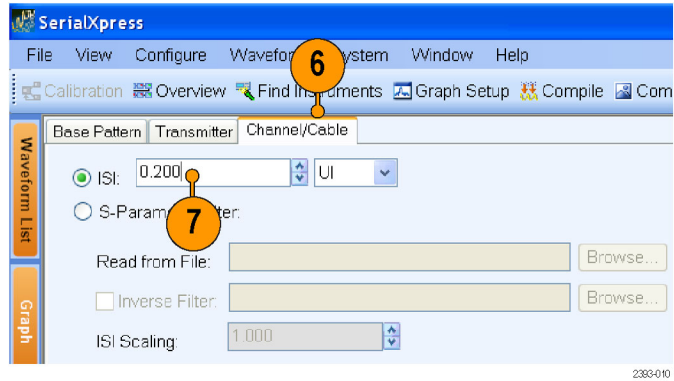 SerialXpress
File View Configure Wavefor ystem Window Help
6
Calibration Overview Find Ins uments Graph Setup Compile Com
Base Pattern Transmitter Channel/Cable
Waveform List
ISI: 0.200 UI
S-Param ter:
7
Read from File: Browse...
Graph
Inverse Filter: Browse...
ISI Scaling: 1.000
2393-010